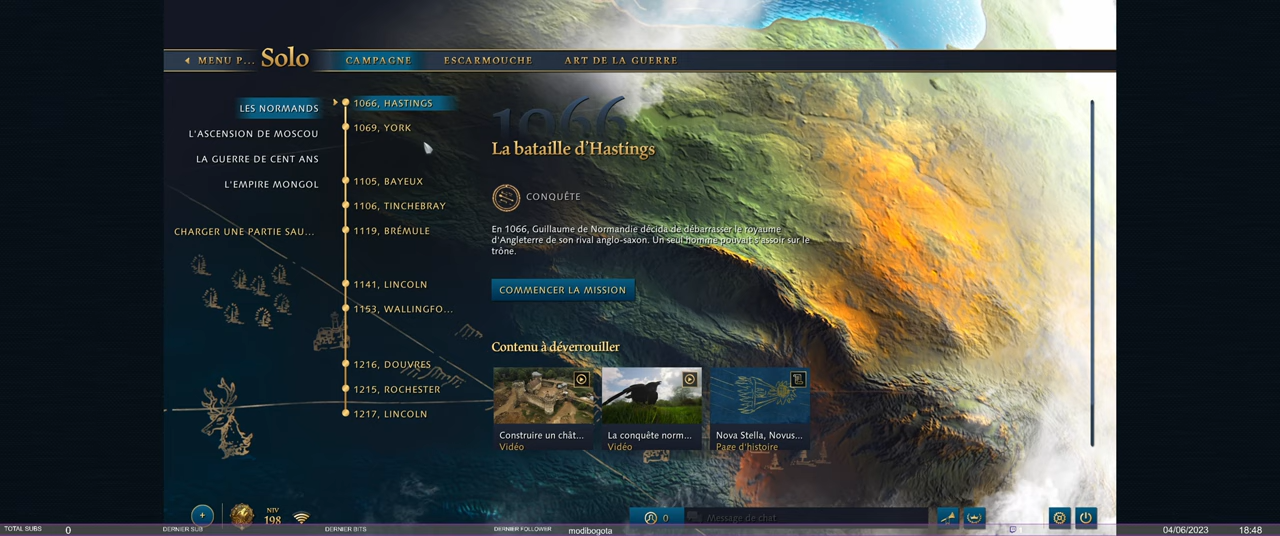 MENU P... Solo CAMPAGNE ESCARMOUCHE ART DE LA GUERRE
LES NORMANDS
L'ASCENSION DE MOSCOU
LA GUERRE DE CENT ANS
L'EMPIRE MONGOL
CHARGER UNE PARTIE SAU...
1066, HASTINGS
1069, YORK
1105, BAYEUX
1106, TINCHEBRAY
1119, BRÉMULE
1141, LINCOLN
1153, WALLINGFO...
1216, DOUVRES
1215, ROCHESTER
1217, LINCOLN
1066
La bataille d'Hastings
CONQUÊTE
En 1066, Guillaume de Normandie décida de débarrasser le royaume
d'Angleterre de son rival anglo-saxon. Un seul homme pouvait s'assoir sur le
trône.
COMMENCER LA MISSION
Contenu à déverrouiller
Construire un chât...
Vidéo
La conquête norm...
Vidéo
Nova Stella, Novus...
Page d'histoire
NIV
198
0
Message de chat
TOTAL SUBS 0 DERNIER SUB DERNIER BITS DERNIER FOLLOWER modibogota 04/06/2023 18:48